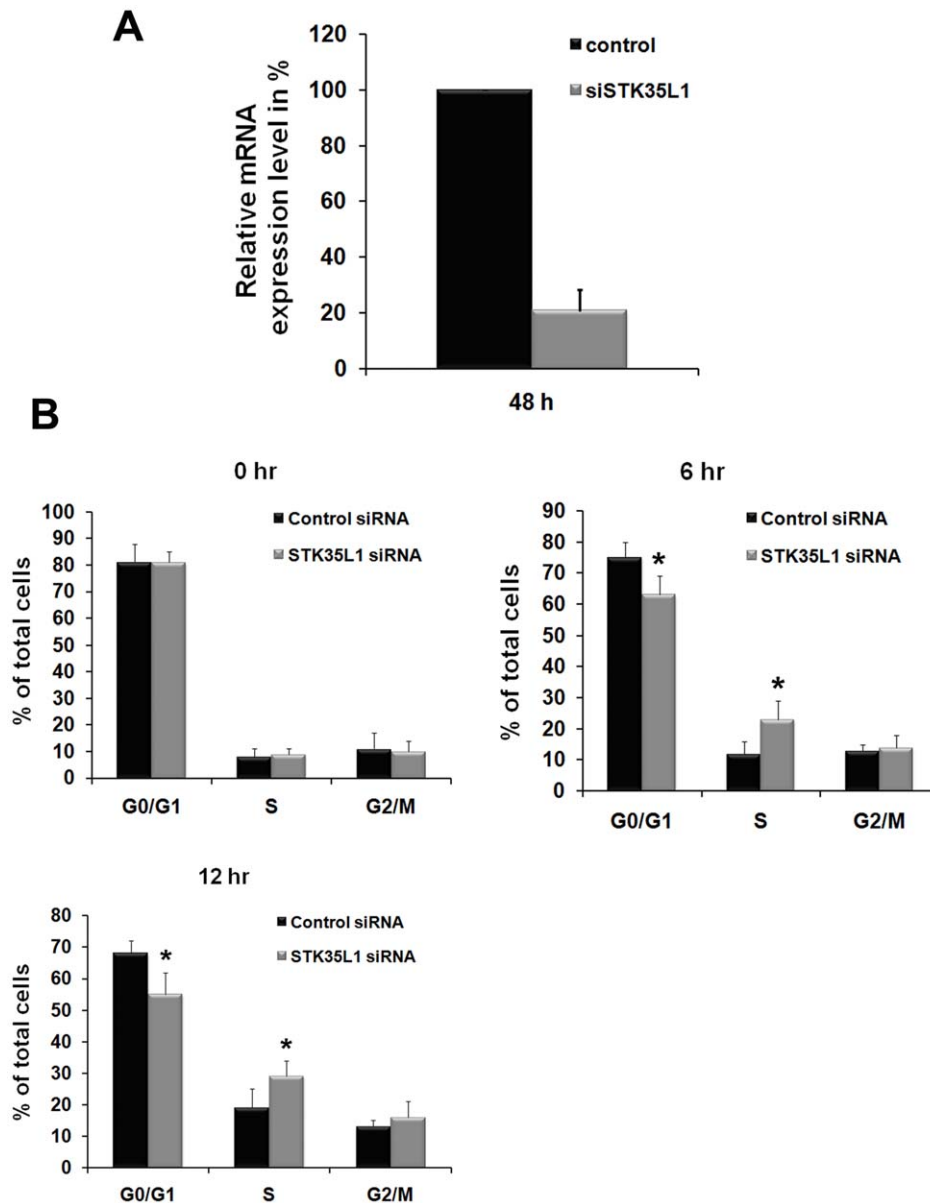 A
Relative mRNA
expression level in %
120
100
80
60
40
20
0
control
siSTK35L1
48 h
B
0 hr
% of total cells
100
90
80
70
60
50
40
30
20
10
0
Control siRNA
STK35L1 siRNA
G0/G1 S G2/M
6 hr
% of total cells
90
80
70
60
50
40
30
20
10
0
Control siRNA
STK35L1 siRNA
*
*
G0/G1 S G2/M
12 hr
% of total cells
80
70
60
50
40
30
20
10
0
Control siRNA
STK35L1 siRNA
*
*
G0/G1 S G2/M